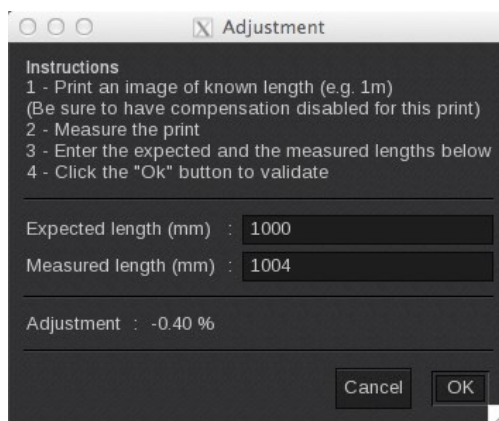 Adjustment
Instructions
1 - Print an image of known length (e.g. 1m)
(Be sure to have compensation disabled for this print)
2 - Measure the print
3 - Enter the expected and the measured lengths below
4 - Click the "Ok" button to validate
Expected length (mm) : 1000
Measured length (mm) : 1004
Adjustment : -0.40 %
Cancel OK